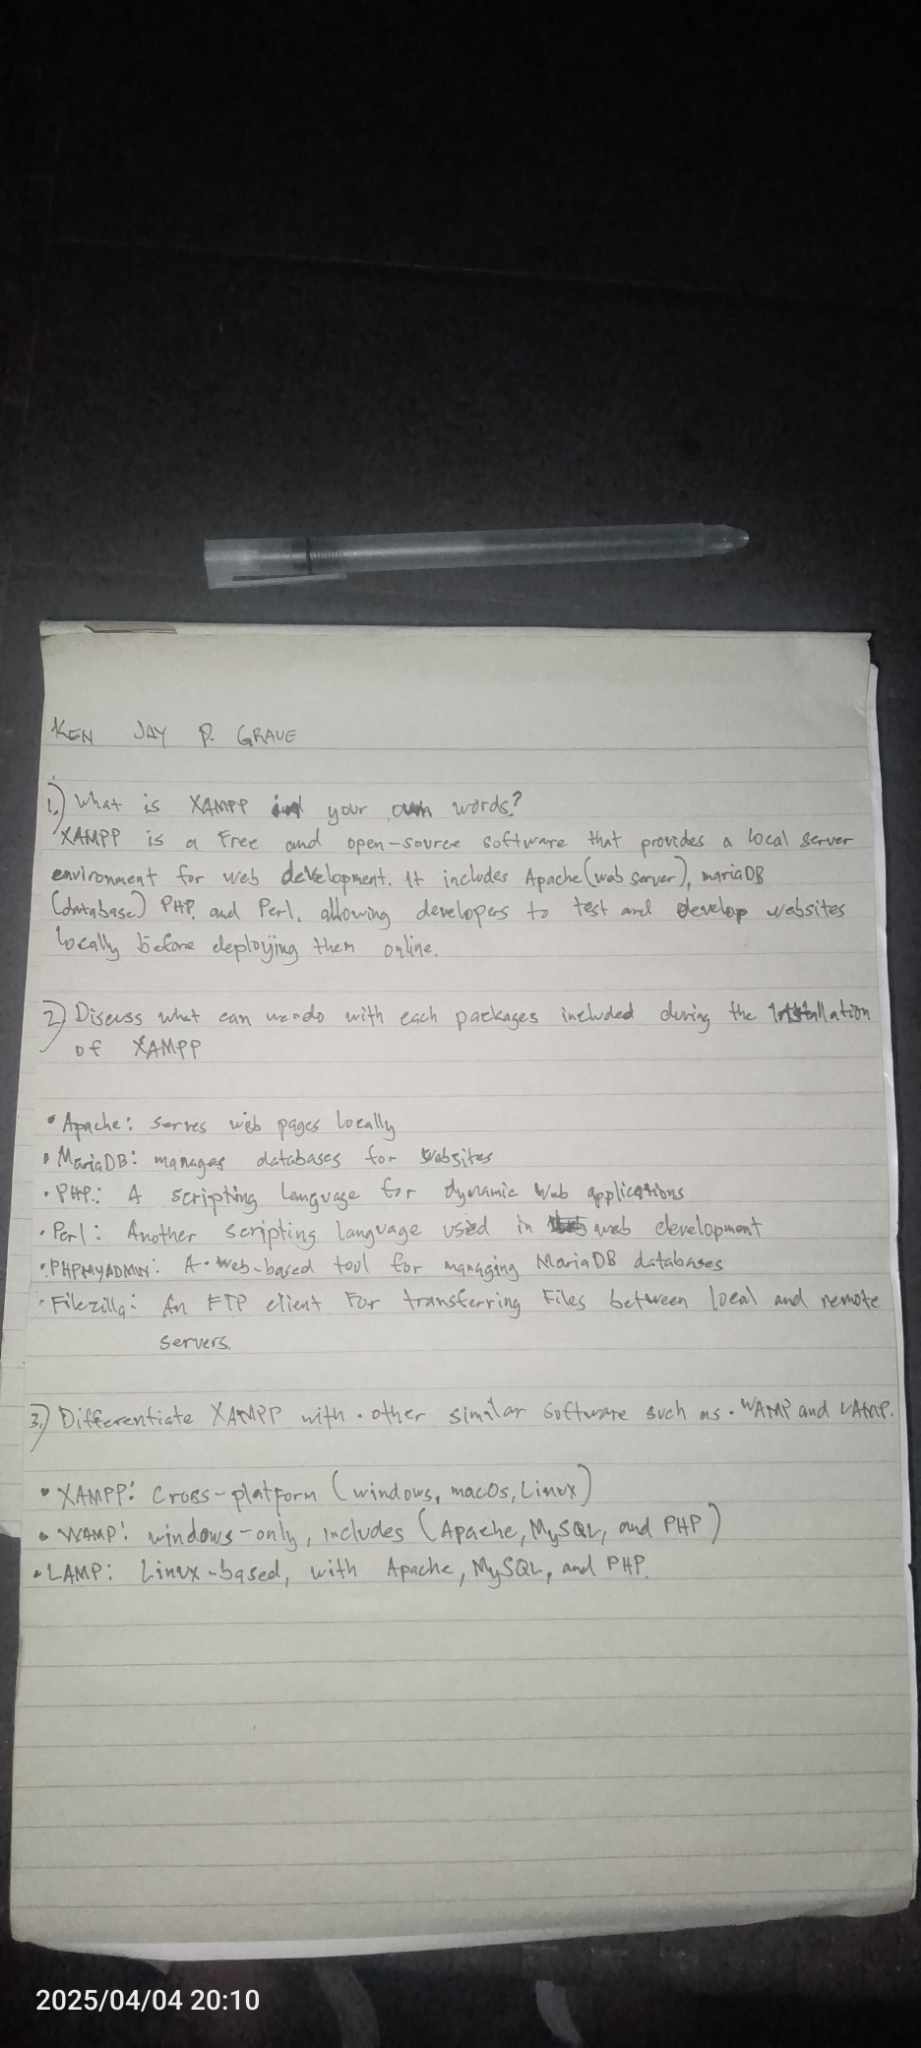 KEN JAY P. GRAVE
1.) What is XAMPP in your own words?
XAMPP is a Free and open-source software that provides a local server
environment for web development. It includes Apache (web server), mariaDB
(database) PHP, and Perl, allowing developers to test and develop websites
locally before deploying them online.
2) Discuss what can we do with each packages included during the Installation
of XAMPP
• Apache: serves web pages locally
• MariaDB: manages databases for websites
• PHP: A scripting language for dynamic web applications
• Perl: Another scripting language used in web development
• PHPMYADMIN: A web-based tool for managing MariaDB databases
• Filezilla: An FTP client For transferring Files between local and remote
servers.
3.) Differentiate XAMPP with other similar software such as WAMP and LAMP.
• XAMPP: Cross-platform (windows, macOs, Linux)
• WAMP: windows-only, includes (Apache, MySQL, and PHP)
• LAMP: Linux-based, with Apache, MySQL, and PHP.
2025/04/04 20:10